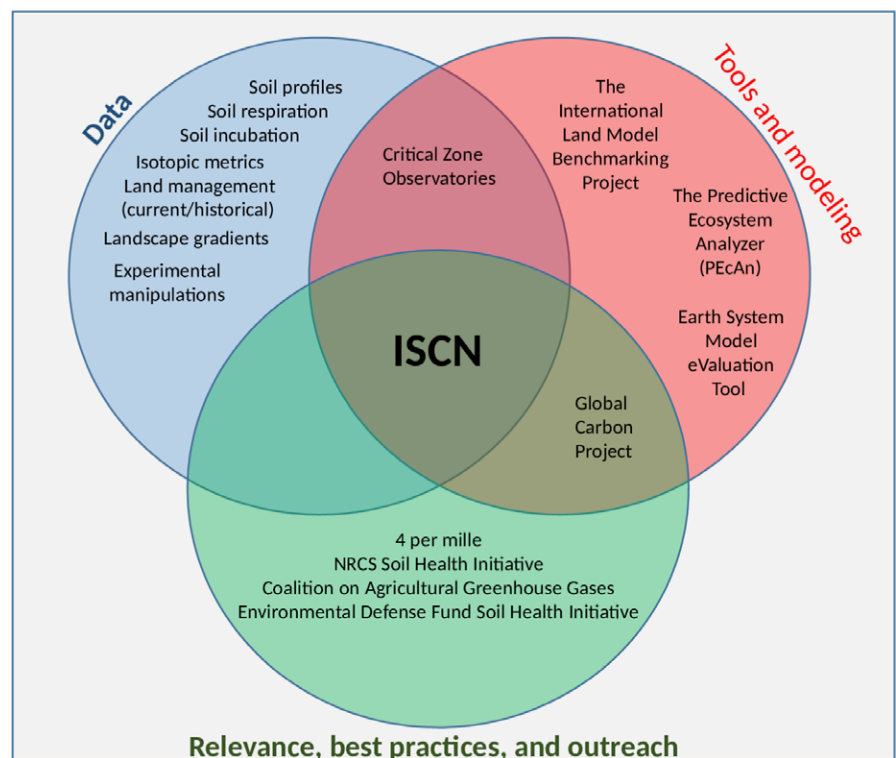 Data
Soil profiles
Soil respiration
Soil incubation
Isotopic metrics
Land management
(current/historical)
Landscape gradients
Experimental
manipulations
Critical Zone
Observatories
Tools and modeling
The
International
Land Model
Benchmarking
Project
The Predictive
Ecosystem
Analyzer
(PEcAn)
Earth System
Model
eValuation
Tool
ISCN
Global
Carbon
Project
4 per mille
NRCS Soil Health Initiative
Coalition on Agricultural Greenhouse Gases
Environmental Defense Fund Soil Health Initiative
Relevance, best practices, and outreach